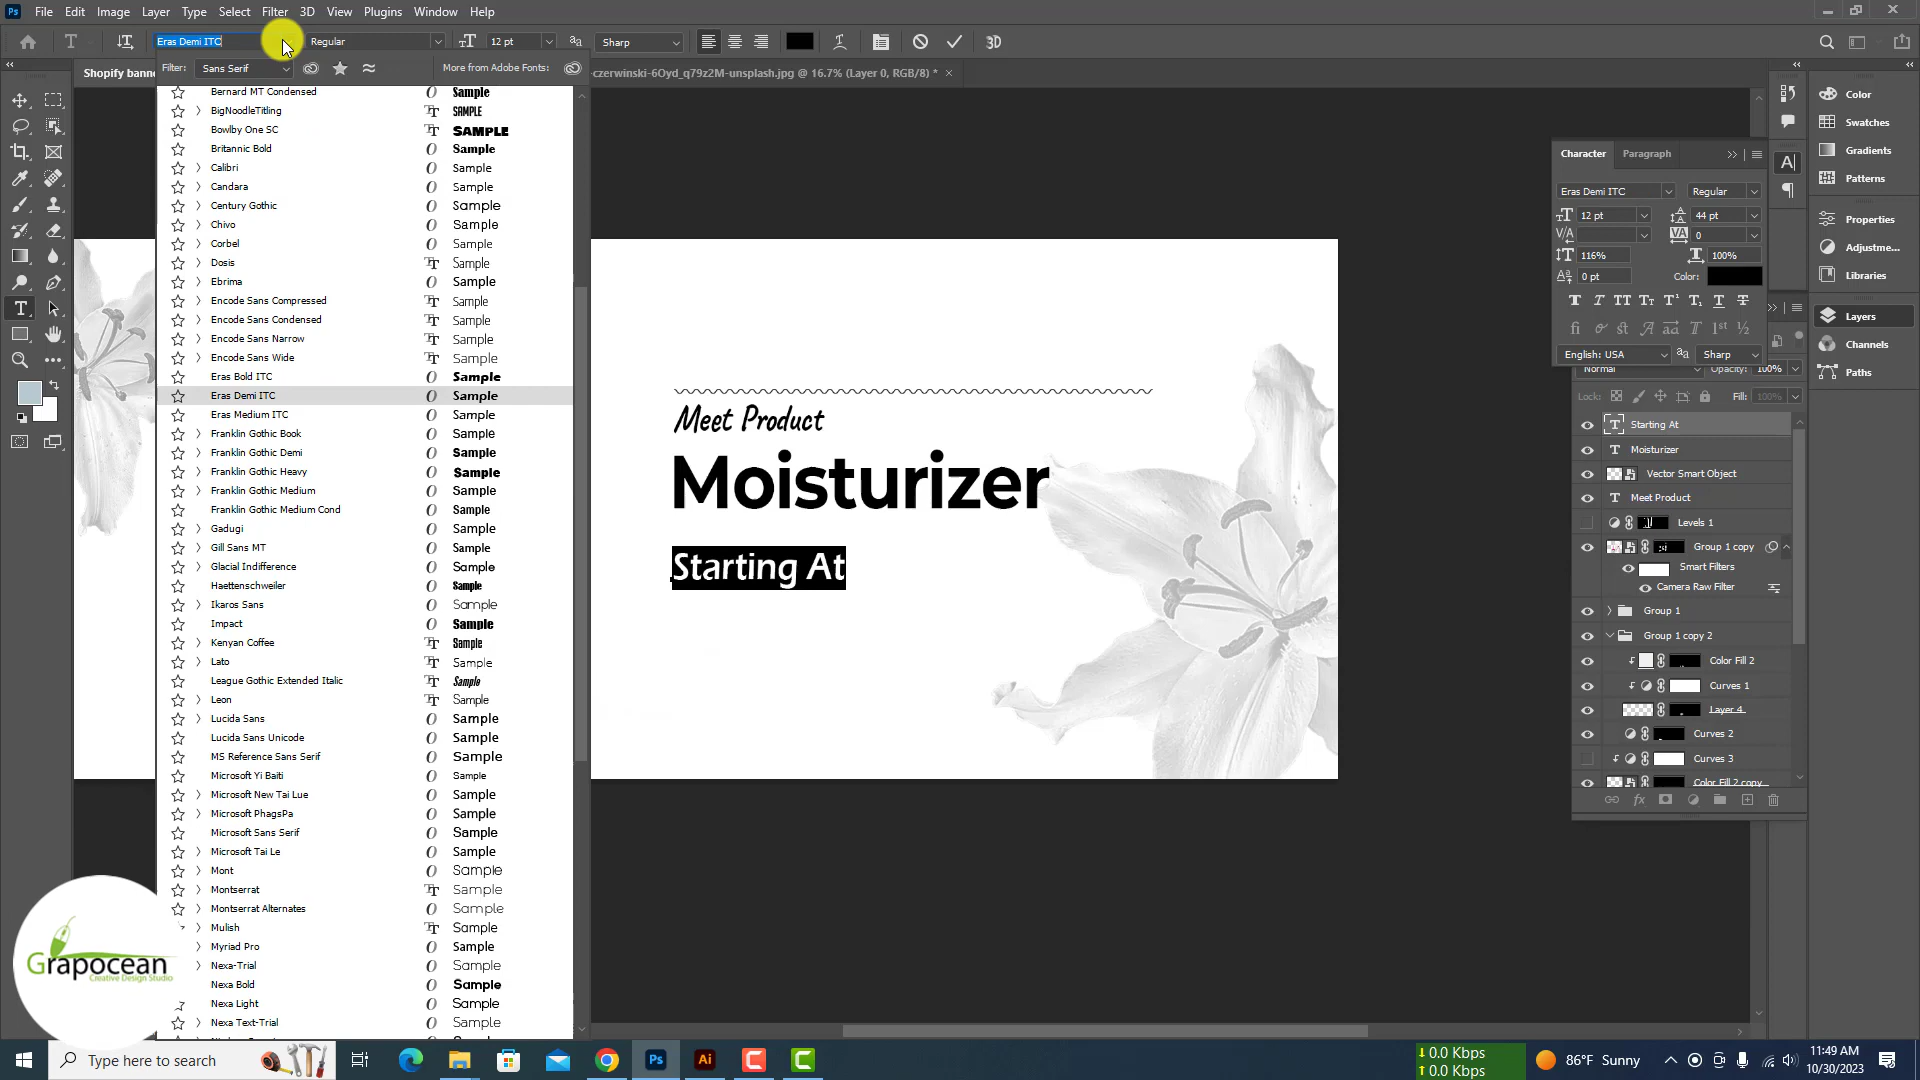 Ps File Edit Image Layer Type Select Filter 3D View Plugins Window Help
Eras Demi ITC Regular 12 pt Sharp 3D
Shopify bann
czerwinski-6Oyd_q79z2M-unsplash.jpg @ 16.7% (Layer 0, RGB/8) *
Filter: Sans Serif More from Adobe Fonts:
Bernard MT Condensed Sample
BigNoodleTitling SAMPLE
Bowlby One SC SAMPLE
Britannic Bold Sample
Calibri Sample
Candara Sample
Century Gothic Sample
Chivo Sample
Corbel Sample
Dosis Sample
Ebrima Sample
Encode Sans Compressed Sample
Encode Sans Condensed Sample
Encode Sans Narrow Sample
Encode Sans Wide Sample
Eras Bold ITC Sample
Eras Demi ITC Sample
Eras Medium ITC Sample
Franklin Gothic Book Sample
Franklin Gothic Demi Sample
Franklin Gothic Heavy Sample
Franklin Gothic Medium Sample
Franklin Gothic Medium Cond Sample
Gadugi Sample
Gill Sans MT Sample
Glacial Indifference Sample
Haettenschweiler Sample
Ikaros Sans Sample
Impact Sample
Kenyan Coffee Sample
Lato Sample
League Gothic Extended Italic Sample
Leon Sample
Lucida Sans Sample
Lucida Sans Unicode Sample
MS Reference Sans Serif Sample
Microsoft Yi Baiti Sample
Microsoft New Tai Lue Sample
Microsoft PhagsPa Sample
Microsoft Sans Serif Sample
Microsoft Tai Le Sample
Mont Sample
Montserrat Sample
Montserrat Alternates Sample
Mulish Sample
Myriad Pro Sample
Nexa-Trial Sample
Nexa Bold Sample
Nexa Light Sample
Nexa Text-Trial Sample
Meet Product
Moisturizer
Starting At
Character Paragraph
Eras Demi ITC Regular
12 pt 44 pt
0
116% 100%
0 pt Color:
English: USA Sharp
Normal Opacity: 100%
Lock: Fill: 100%
Starting At
Moisturizer
Vector Smart Object
Meet Product
Levels 1
Group 1 copy
Smart Filters
Camera Raw Filter
Group 1
Group 1 copy 2
Color Fill 2
Curves 1
Layer 4
Curves 2
Curves 3
Color Fill 2 copy
Color
Swatches
Gradients
Patterns
Properties
Adjustme...
Libraries
Layers
Channels
Paths
Grapocean
Creative Design Studio
Type here to search
Ps
Ai
0.0 Kbps
0.0 Kbps
86°F Sunny
11:49 AM
10/30/2023